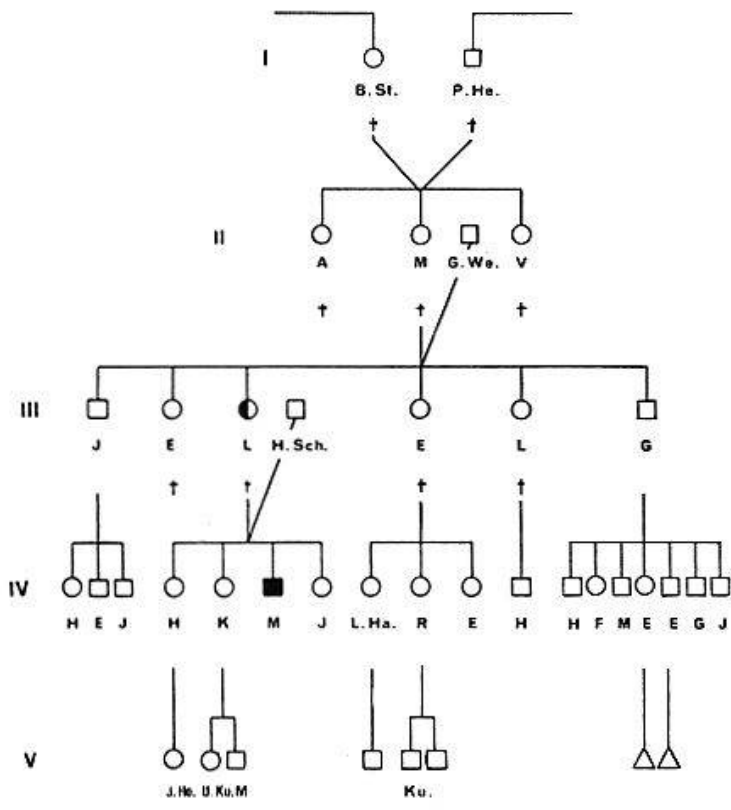 I
B. St. P. He.
† †
II
A M G. We. V
† † †
III
J E L H. Sch. E L G
† † † †
IV
H E J H K M J L. Ha. R E H H F M E E G J
V
J. He. U. Ku. M Ku.